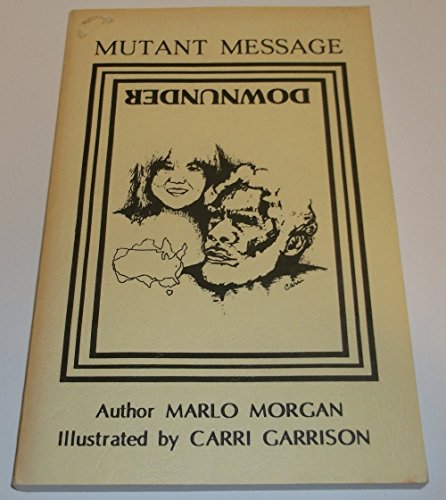 MUTANT MESSAGE
DOWNUNDER
Carri
Author MARLO MORGAN
Illustrated by CARRI GARRISON